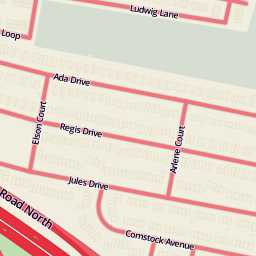 Ludwig Lane
Loop
Ada Drive
Elson Court
Regis Drive
Arlene Court
Jules Drive
Road North
Comstock Avenue